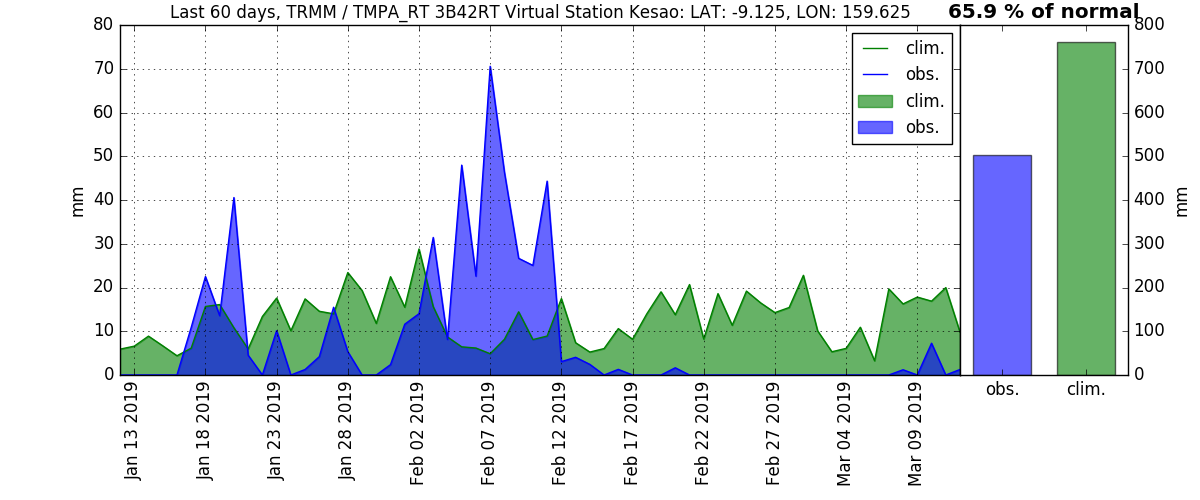 Last 60 days, TRMM / TMPA_RT 3B42RT Virtual Station Kesao: LAT: -9.125, LON: 159.625
65.9 % of normal
80
70
60
50
40
30
20
10
0
mm
clim.
obs.
clim.
obs.
800
700
600
500
400
300
200
100
0
mm
Jan 13 2019
Jan 18 2019
Jan 23 2019
Jan 28 2019
Feb 02 2019
Feb 07 2019
Feb 12 2019
Feb 17 2019
Feb 22 2019
Feb 27 2019
Mar 04 2019
Mar 09 2019
obs.
clim.